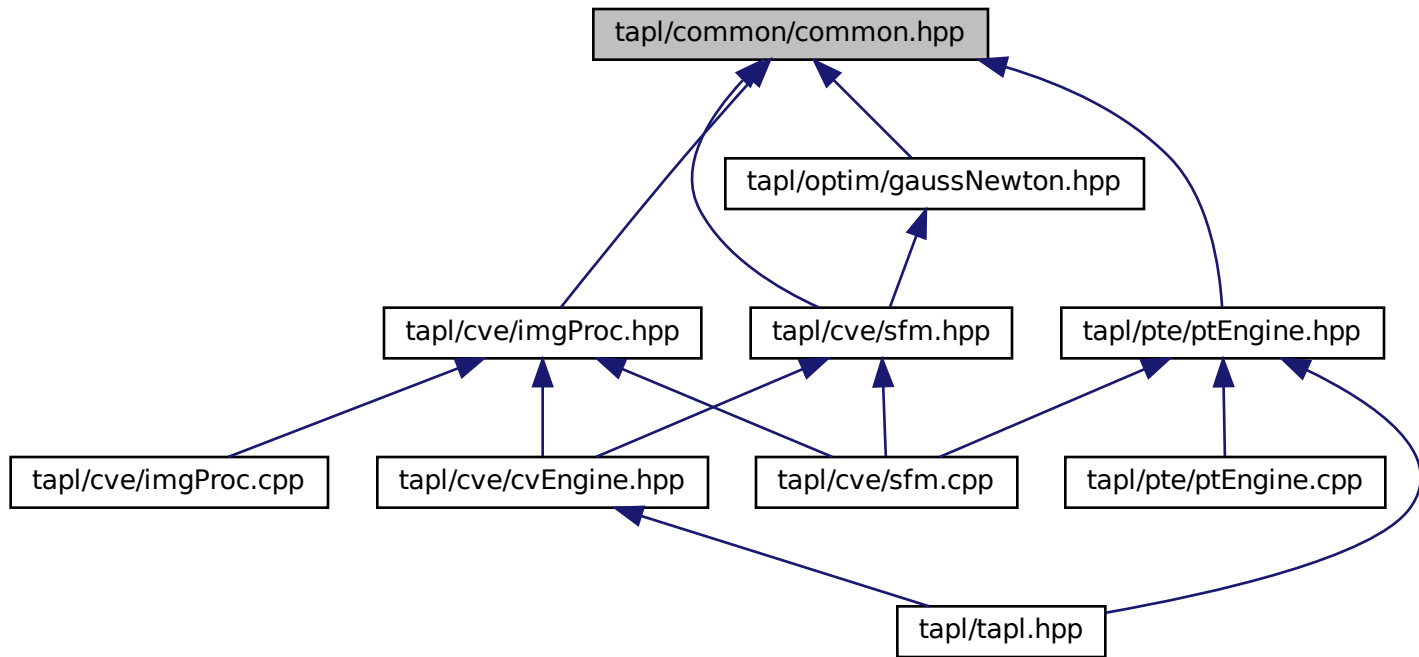 tapl/common/common.hpp
tapl/optim/gaussNewton.hpp
tapl/cve/imgProc.hpp
tapl/cve/sfm.hpp
tapl/pte/ptEngine.hpp
tapl/cve/imgProc.cpp
tapl/cve/cvEngine.hpp
tapl/cve/sfm.cpp
tapl/pte/ptEngine.cpp
tapl/tapl.hpp